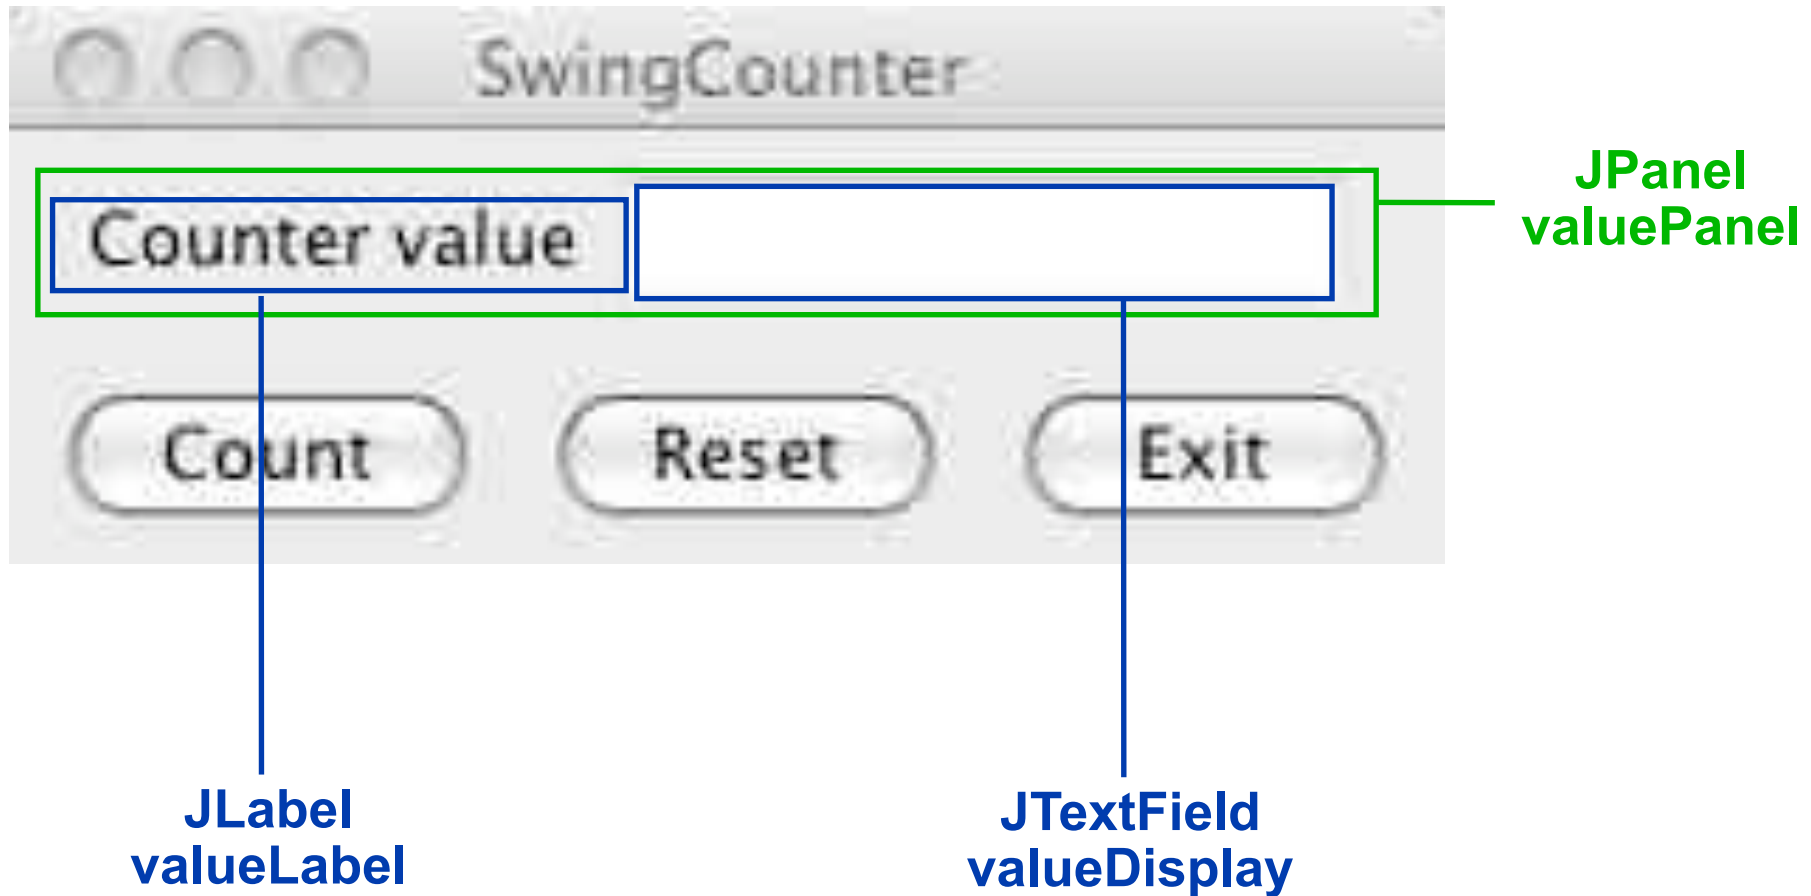 SwingCounter
JPanel
valuePanel
Counter value
Count Reset Exit
JLabel
valueLabel
JTextField
valueDisplay